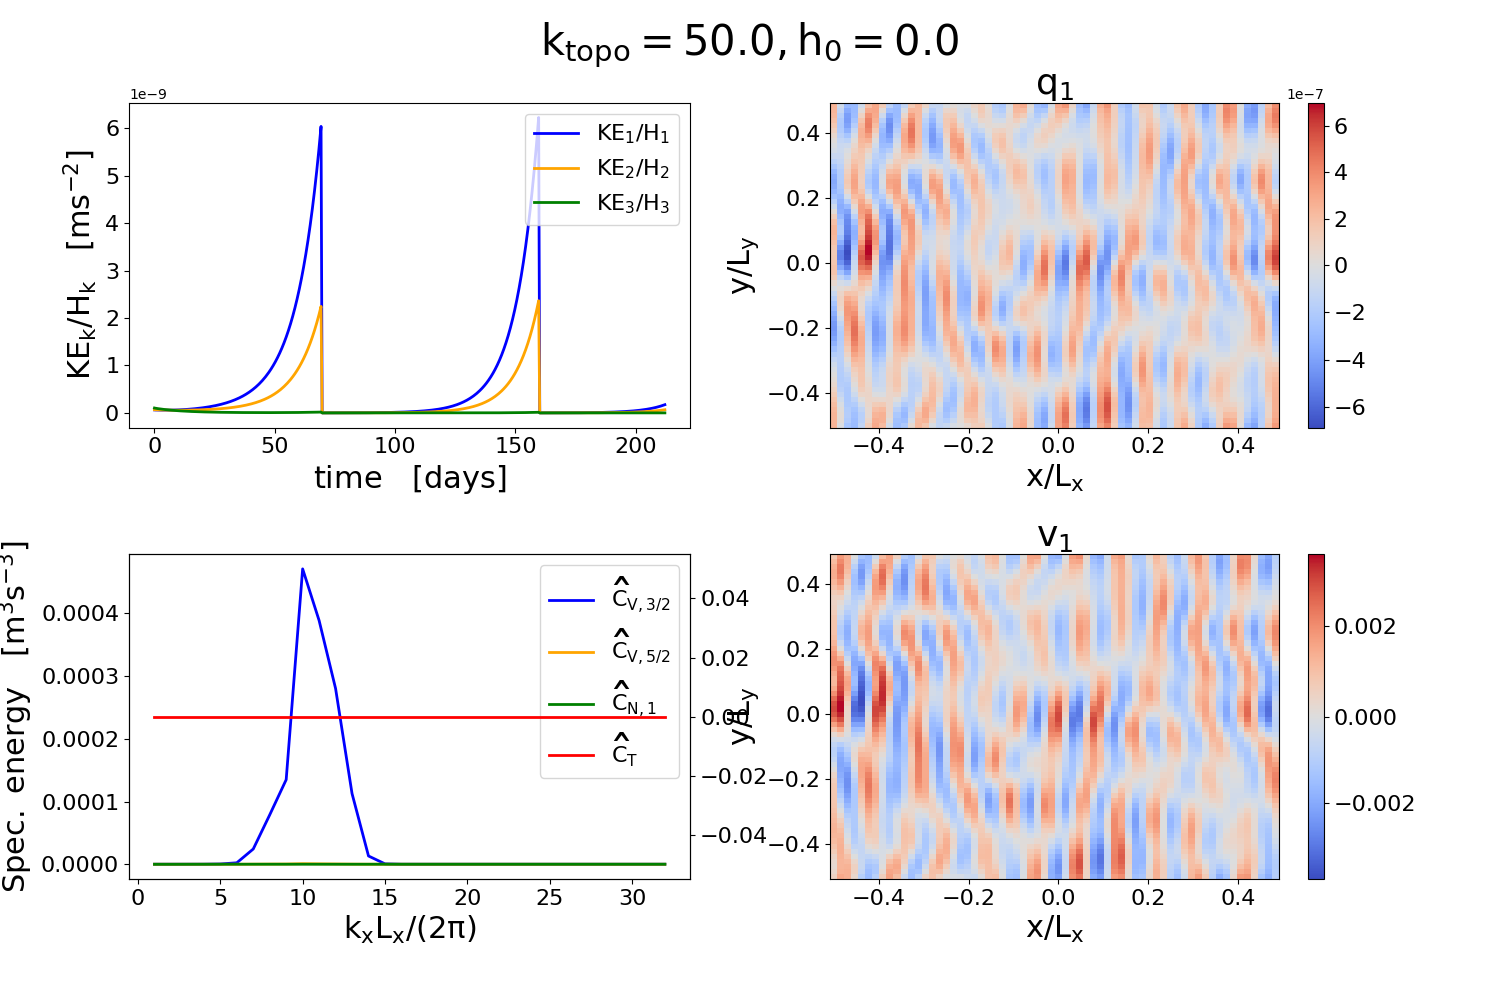 k_topo = 50.0, h_0 = 0.0
1e−9
KE_k/H_k [ms^−2]
6
5
4
3
2
1
0
KE_1/H_1
KE_2/H_2
KE_3/H_3
0 50 100 150 200
time [days]
q_1
y/L_y
0.4
0.2
0.0
−0.2
−0.4
−0.4 −0.2 0.0 0.2 0.4
x/L_x
1e−7
6
4
2
0
−2
−4
−6
Spec. energy [m^3s^−3]
0.0004
0.0003
0.0002
0.0001
0.0000
Ĉ_V,3/2
Ĉ_V,5/2
Ĉ_N,1
Ĉ_T
0 5 10 15 20 25 30
k_xL_x/(2π)
0.04
0.02
0.00
−0.02
−0.04
v_1
y/L_y
0.4
0.2
0.0
−0.2
−0.4
−0.4 −0.2 0.0 0.2 0.4
x/L_x
0.002
0.000
−0.002